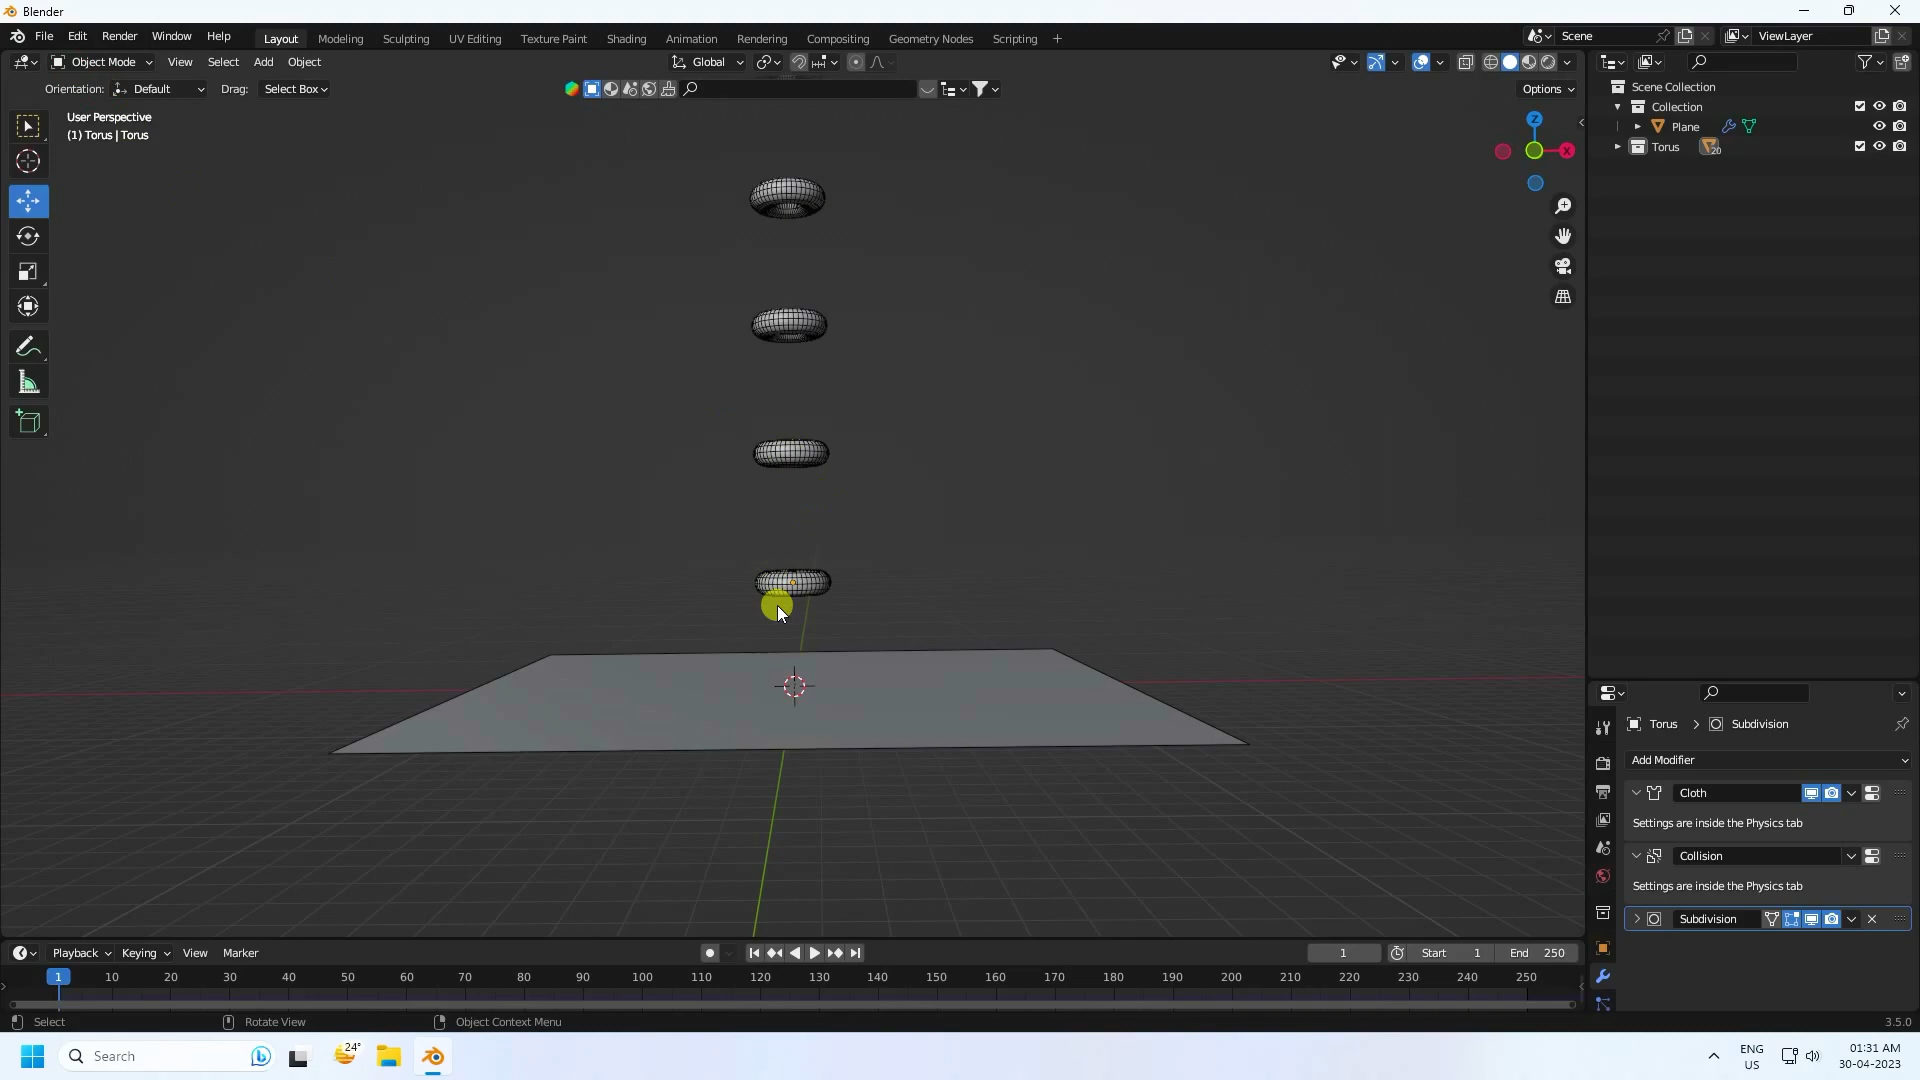 Blender
File Edit Render Window Help
Layout Modeling Sculpting UV Editing Texture Paint Shading Animation Rendering Compositing Geometry Nodes Scripting +
Scene
ViewLayer
Object Mode View Select Add Object
Global
Orientation: Default Drag: Select Box
Options
User Perspective
(1) Torus | Torus
Z
X
Scene Collection
Collection
Plane
Torus 20
Torus > Subdivision
Add Modifier
Cloth
Settings are inside the Physics tab
Collision
Settings are inside the Physics tab
Subdivision
Playback Keying View Marker
1 Start 1 End 250
1 10 20 30 40 50 60 70 80 90 100 110 120 130 140 150 160 170 180 190 200 210 220 230 240 250
Select Rotate View Object Context Menu 3.5.0
24°
Search
ENG
US
01:31 AM
30-04-2023